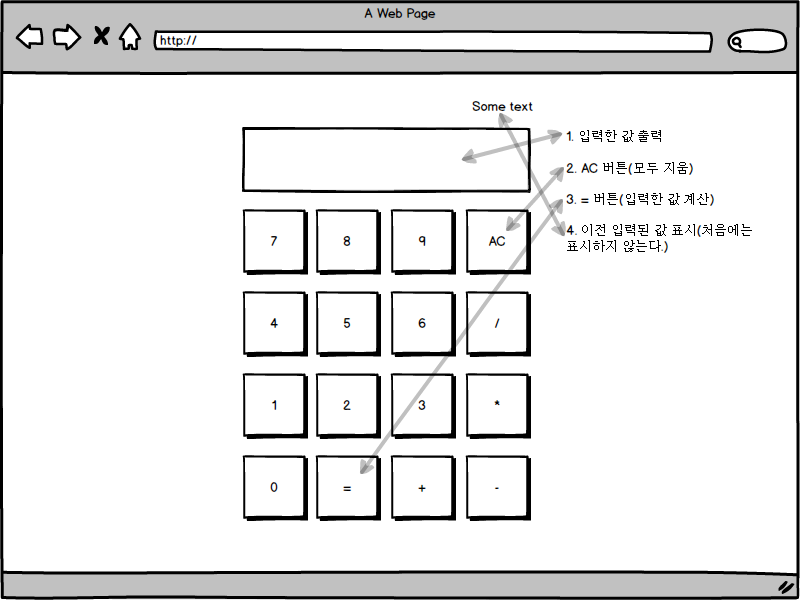 A Web Page
http://
Some text
1. 입력한 값 출력
2. AC 버튼(모두 지움)
3. = 버튼(입력한 값 계산)
4. 이전 입력된 값 표시(처음에는
표시하지 않는다.)
7 8 9 AC
4 5 6 /
1 2 3 *
0 = + -